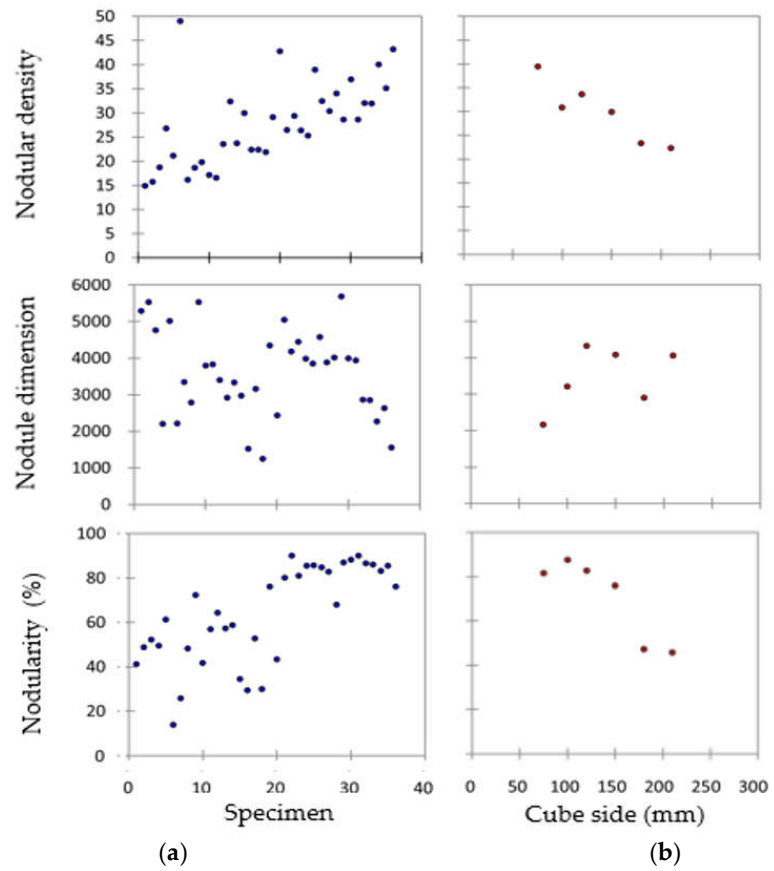 Nodular density
50
45
40
35
30
25
20
15
10
5
0
Nodule dimension
6000
5000
4000
3000
2000
1000
0
Nodularity (%)
100
80
60
40
20
0
0 10 20 30 40
0 50 100 150 200 250 300
Specimen
Cube side (mm)
(a)
(b)